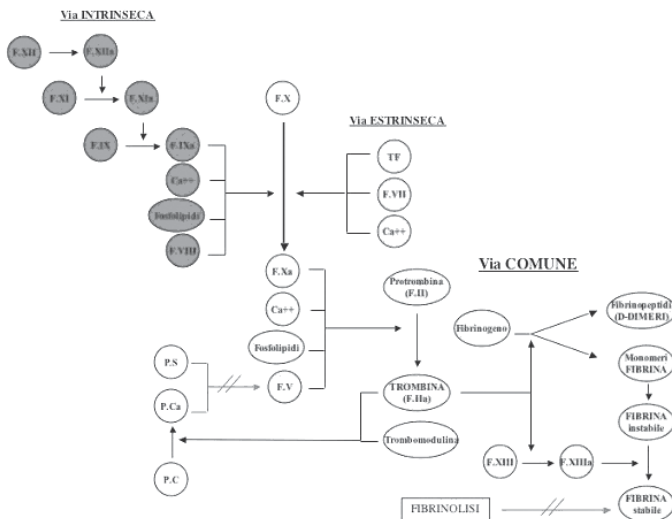 Via INTRINSECA
F.XII
F.XIIa
F.XI
F.XIa
F.IX
F.IXa
Ca++
Fosfolipidi
F.VIII
F.X
Via ESTRINSECA
TF
F.VII
Ca++
F.Xa
Ca++
Fosfolipidi
F.V
P.S
P.Ca
P.C
Via COMUNE
Protrombina
(F.II)
TROMBINA
(F.IIa)
Trombomodulina
Fibrinogeno
Fibrinopeptidi
(D-DIMERI)
Monomeri
FIBRINA
FIBRINA
instabile
F.XIII
F.XIIIa
FIBRINOLISI
FIBRINA
stabile